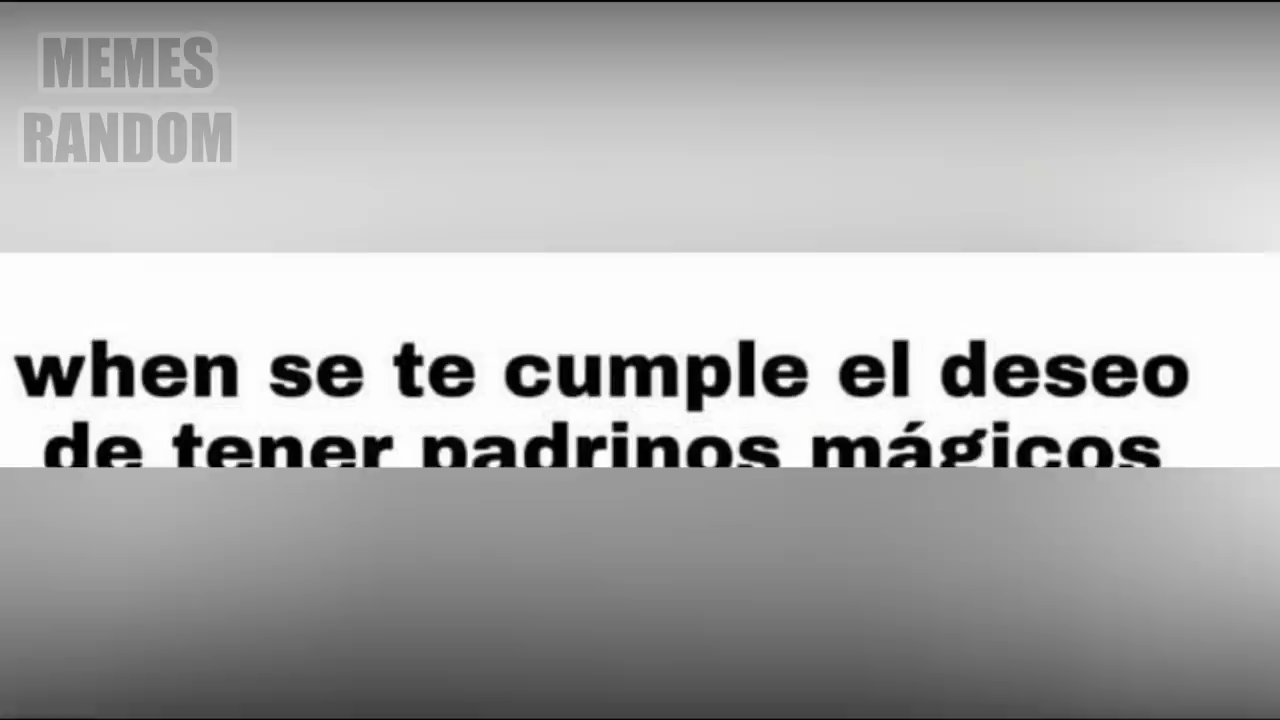 MEMES
RANDOM
when se te cumple el deseo
de tener padrinos mágicos